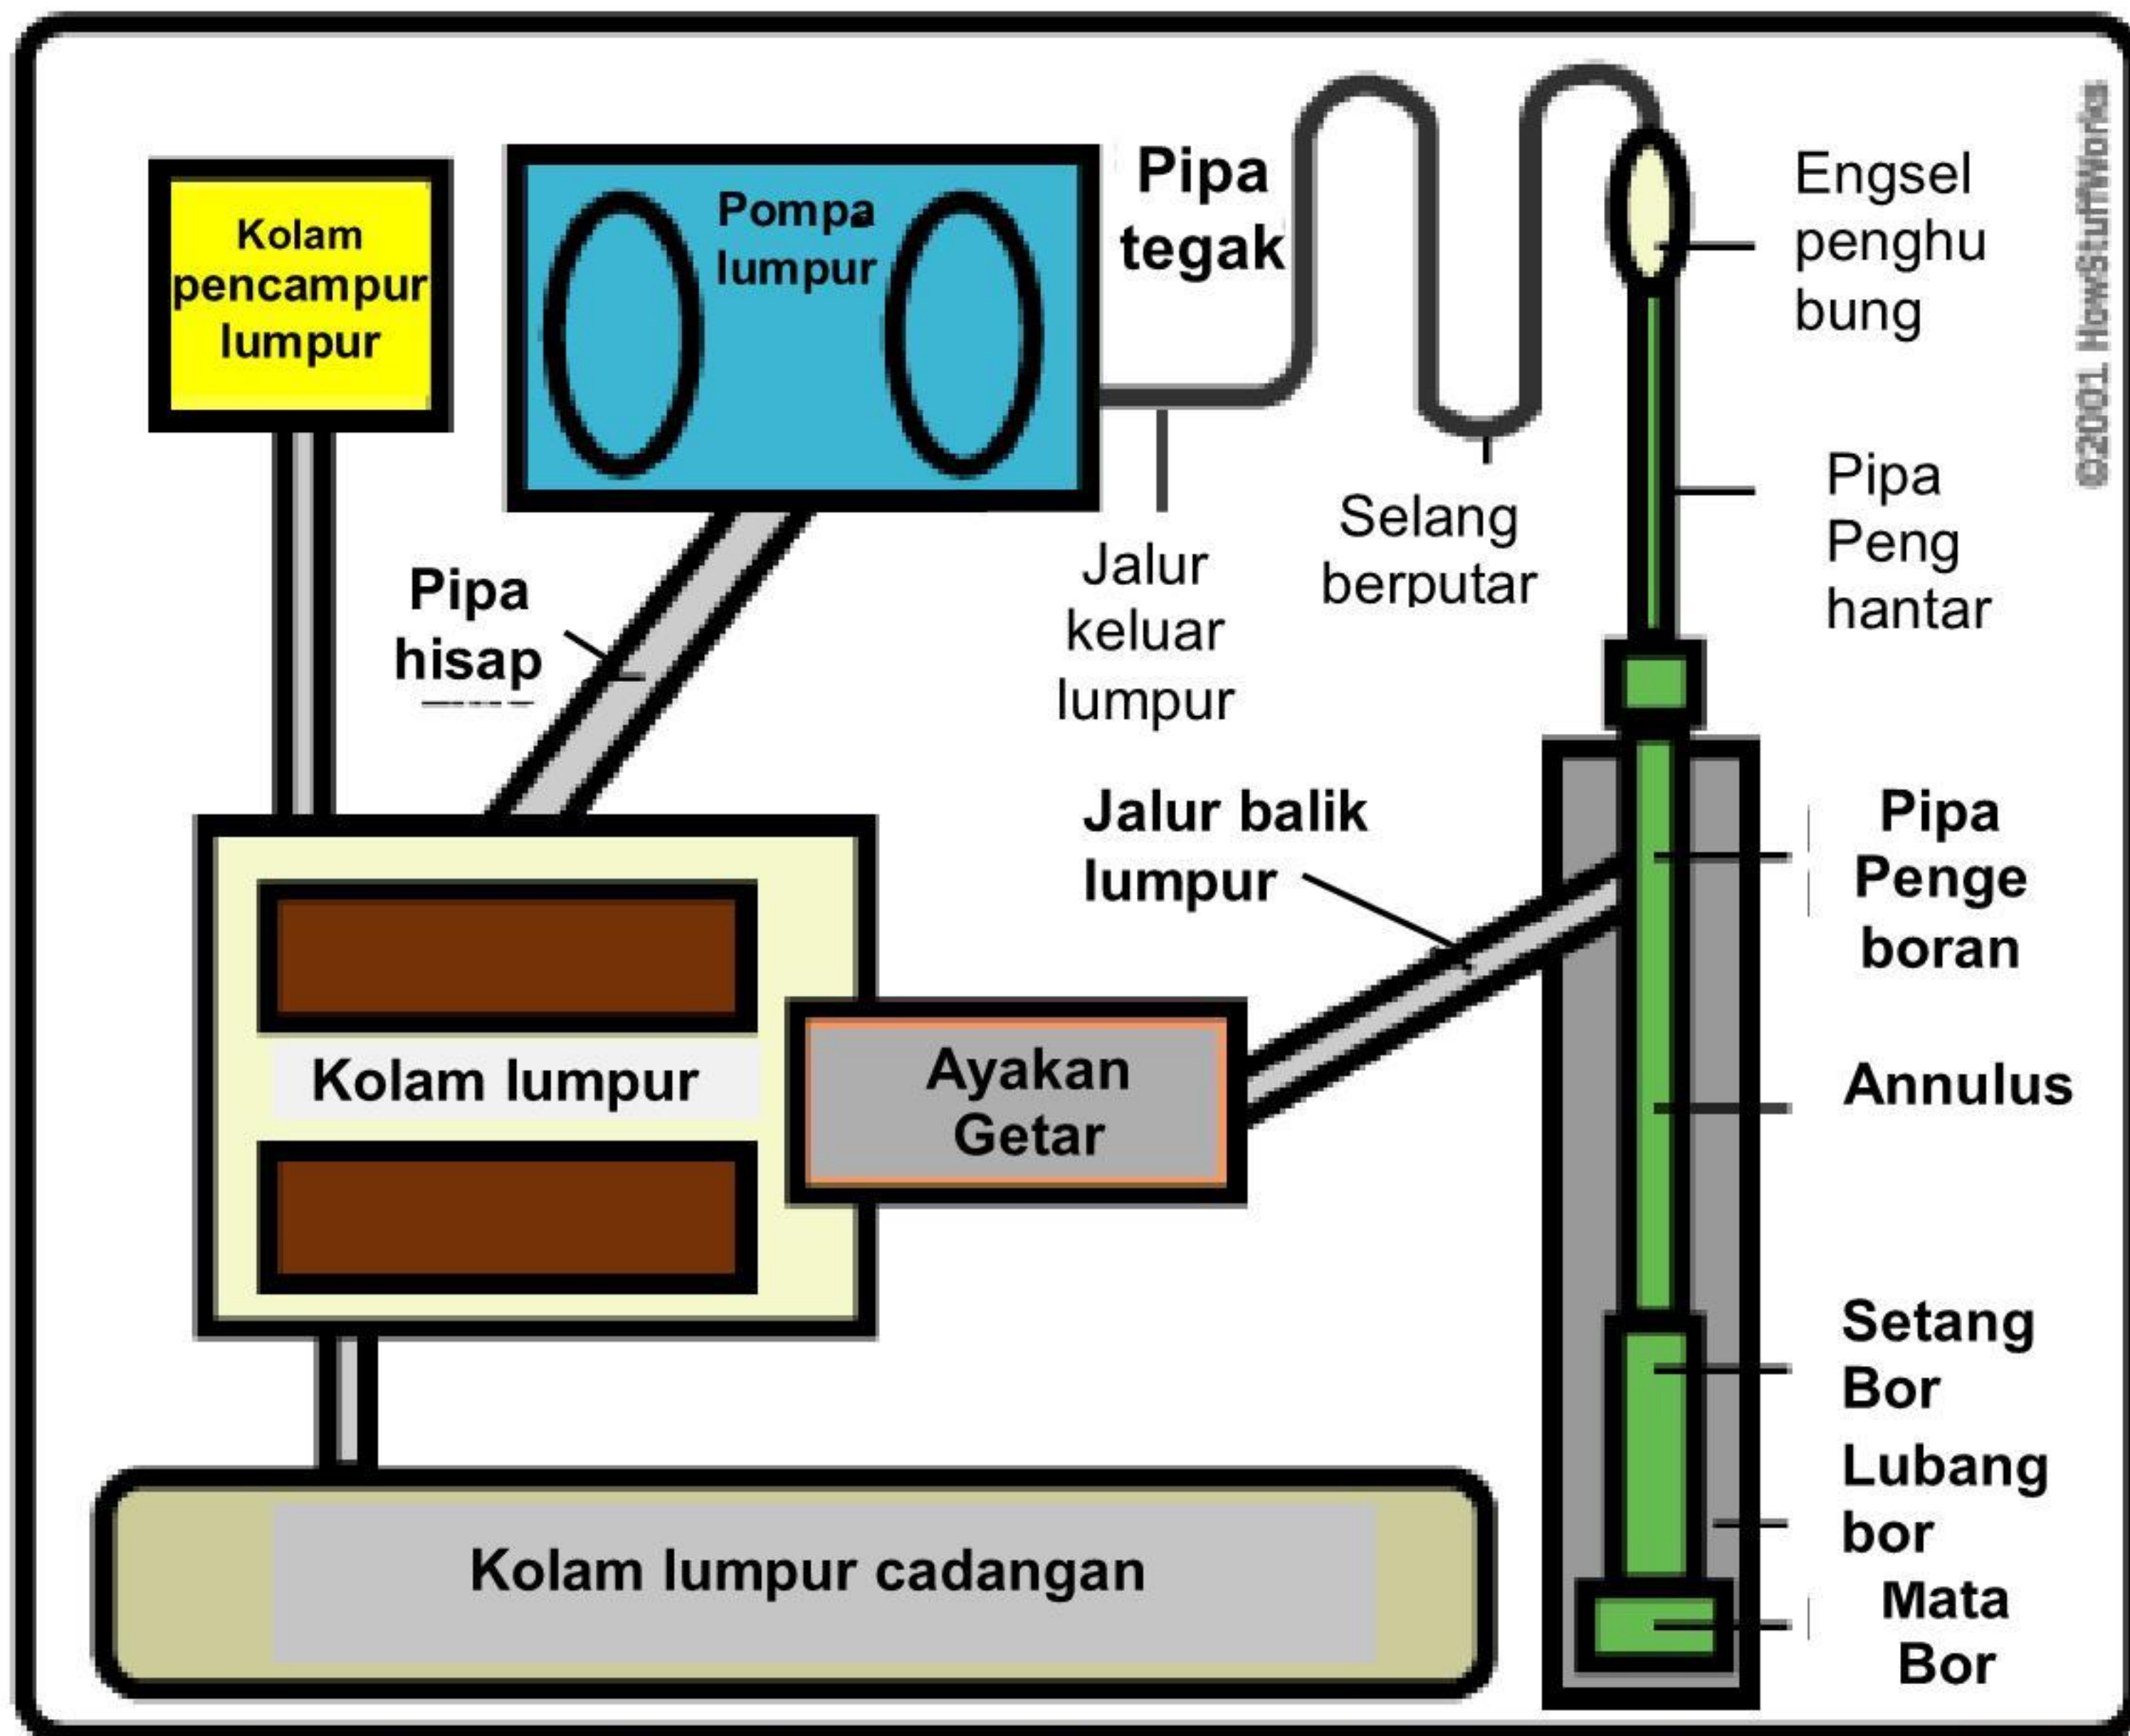 Kolam
pencampur
lumpur
Pompa
lumpur
Pipa
tegak
Engsel
penghu
bung
©2001 HowStuffWorks
Pipa
Peng
hantar
Selang
berputar
Jalur
keluar
lumpur
Pipa
hisap
Jalur balik
lumpur
Pipa
Penge
boran
Kolam lumpur
Ayakan
Getar
Annulus
Setang
Bor
Lubang
bor
Mata
Bor
Kolam lumpur cadangan